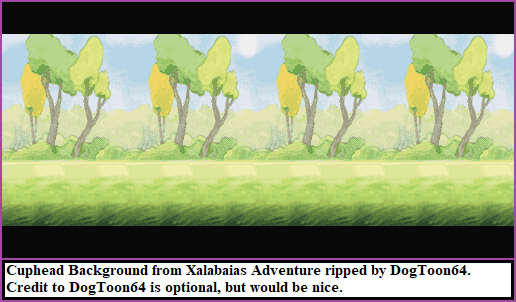 Cuphead Background from Xalabaias Adventure ripped by DogToon64.
Credit to DogToon64 is optional, but would be nice.